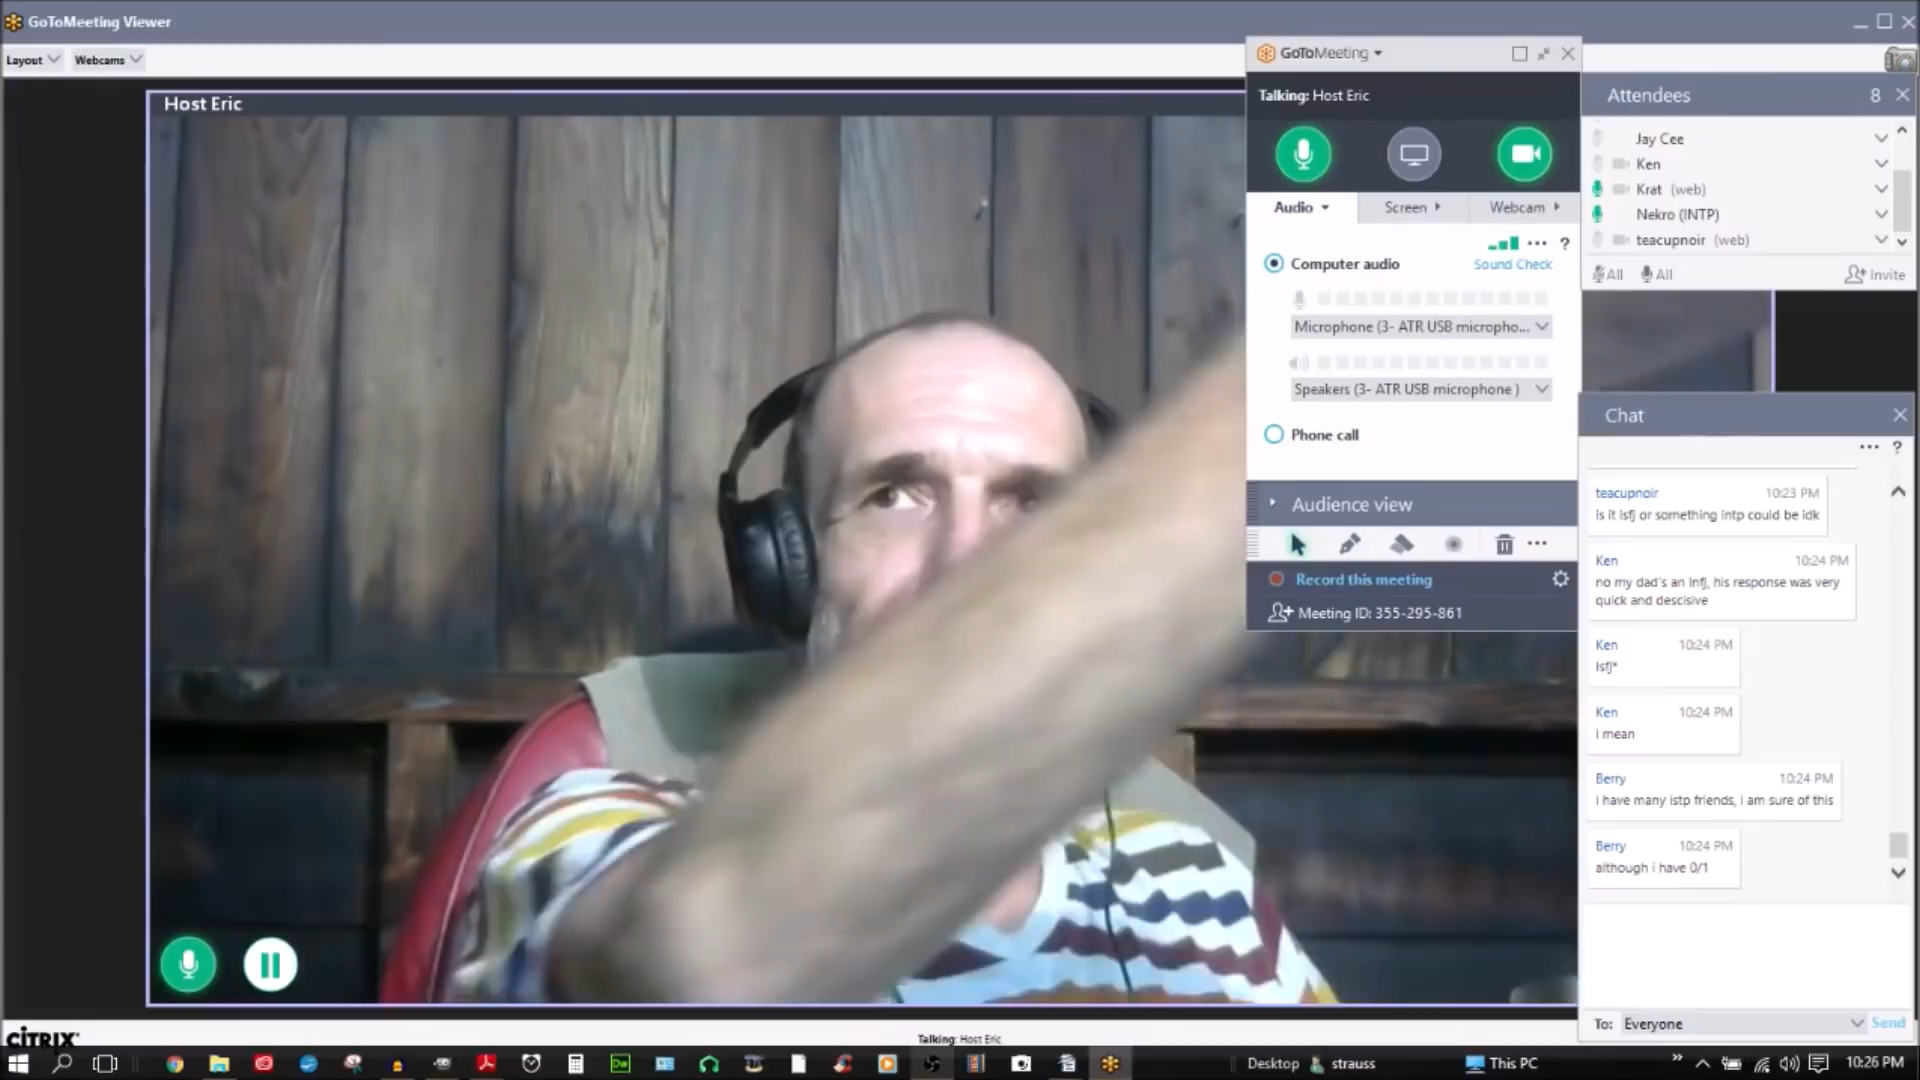 GoToMeeting Viewer
Layout
Webcams
Host Eric
GoToMeeting
Talking: Host Eric
Audio
Screen
Webcam
Computer audio
Sound Check
Microphone (3- ATR USB micropho...
Speakers (3- ATR USB microphone )
Phone call
Audience view
Record this meeting
Meeting ID: 355-295-861
Attendees 8
Jay Cee
Ken
Krat (web)
Nekro (INTP)
teacupnoir (web)
All
All
Invite
Chat
?
teacupnoir 10:23 PM
is it isfj or something intp could be idk
Ken 10:24 PM
no my dad's an Infj, his response was very
quick and descisive
Ken 10:24 PM
Isfj*
Ken 10:24 PM
i mean
Berry 10:24 PM
i have many istp friends, i am sure of this
Berry 10:24 PM
although i have 0/1
To: Everyone
Send
CITRIX
Talking: Host Eric
Dw
Desktop
strauss
This PC
10:26 PM